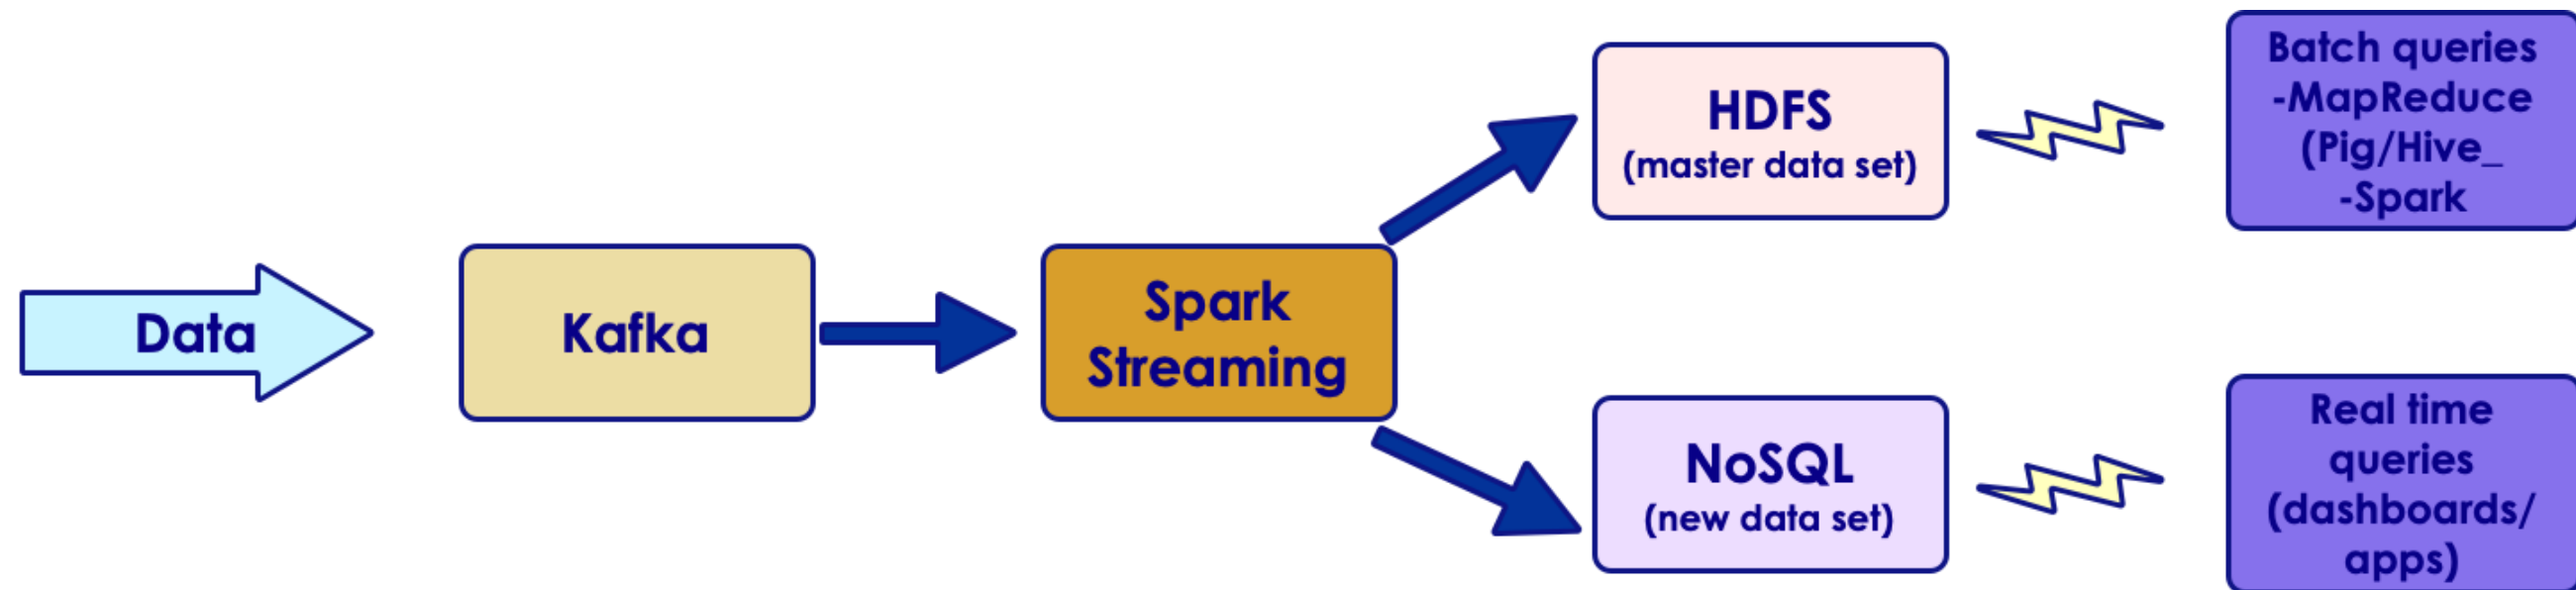 Data
Kafka
Spark
Streaming
HDFS
(master data set)
Batch queries
-MapReduce
(Pig/Hive_
-Spark
NoSQL
(new data set)
Real time
queries
(dashboards/
apps)